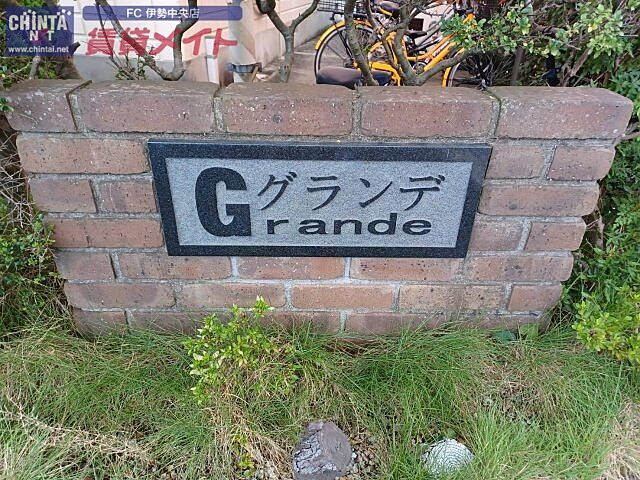 CHINTAI
NET
www.chintai.net
FC 伊勢中央店
賃貸メイト
グランデ
Grande